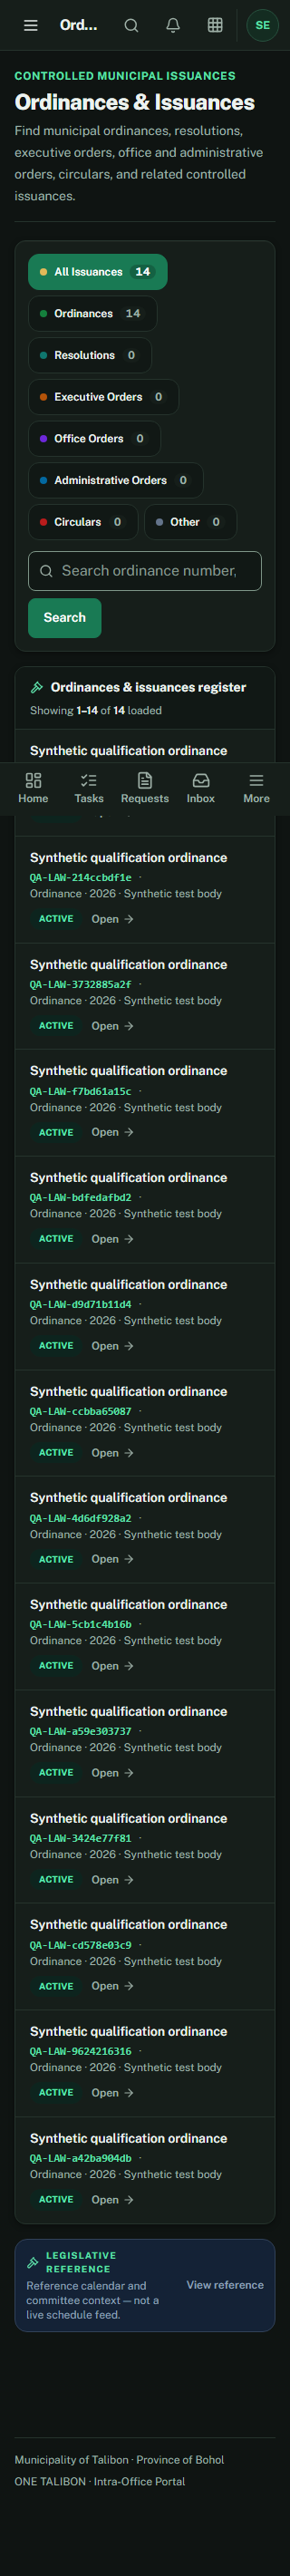 Ord...
SE
CONTROLLED MUNICIPAL ISSUANCES
Ordinances & Issuances
Find municipal ordinances, resolutions,
executive orders, office and administrative
orders, circulars, and related controlled
issuances.
All Issuances 14
Ordinances 14
Resolutions 0
Executive Orders 0
Office Orders 0
Administrative Orders 0
Circulars 0 Other 0
Search ordinance number,
Search
Ordinances & issuances register
Showing 1–14 of 14 loaded
Synthetic qualification ordinance
Home Tasks Requests Inbox More
Synthetic qualification ordinance
QA-LAW-214ccbdf1e ·
Ordinance · 2026 · Synthetic test body
ACTIVE Open →
Synthetic qualification ordinance
QA-LAW-3732885a2f ·
Ordinance · 2026 · Synthetic test body
ACTIVE Open →
Synthetic qualification ordinance
QA-LAW-f7bd61a15c ·
Ordinance · 2026 · Synthetic test body
ACTIVE Open →
Synthetic qualification ordinance
QA-LAW-bdfedafbd2 ·
Ordinance · 2026 · Synthetic test body
ACTIVE Open →
Synthetic qualification ordinance
QA-LAW-d9d71b11d4 ·
Ordinance · 2026 · Synthetic test body
ACTIVE Open →
Synthetic qualification ordinance
QA-LAW-ccbba65087 ·
Ordinance · 2026 · Synthetic test body
ACTIVE Open →
Synthetic qualification ordinance
QA-LAW-4d6df928a2 ·
Ordinance · 2026 · Synthetic test body
ACTIVE Open →
Synthetic qualification ordinance
QA-LAW-5cb1c4b16b ·
Ordinance · 2026 · Synthetic test body
ACTIVE Open →
Synthetic qualification ordinance
QA-LAW-a59e303737 ·
Ordinance · 2026 · Synthetic test body
ACTIVE Open →
Synthetic qualification ordinance
QA-LAW-3424e77f81 ·
Ordinance · 2026 · Synthetic test body
ACTIVE Open →
Synthetic qualification ordinance
QA-LAW-cd578e03c9 ·
Ordinance · 2026 · Synthetic test body
ACTIVE Open →
Synthetic qualification ordinance
QA-LAW-9624216316 ·
Ordinance · 2026 · Synthetic test body
ACTIVE Open →
Synthetic qualification ordinance
QA-LAW-a42ba904db ·
Ordinance · 2026 · Synthetic test body
ACTIVE Open →
LEGISLATIVE
REFERENCE
Reference calendar and
committee context — not a
live schedule feed.
View reference
Municipality of Talibon · Province of Bohol
ONE TALIBON · Intra-Office Portal